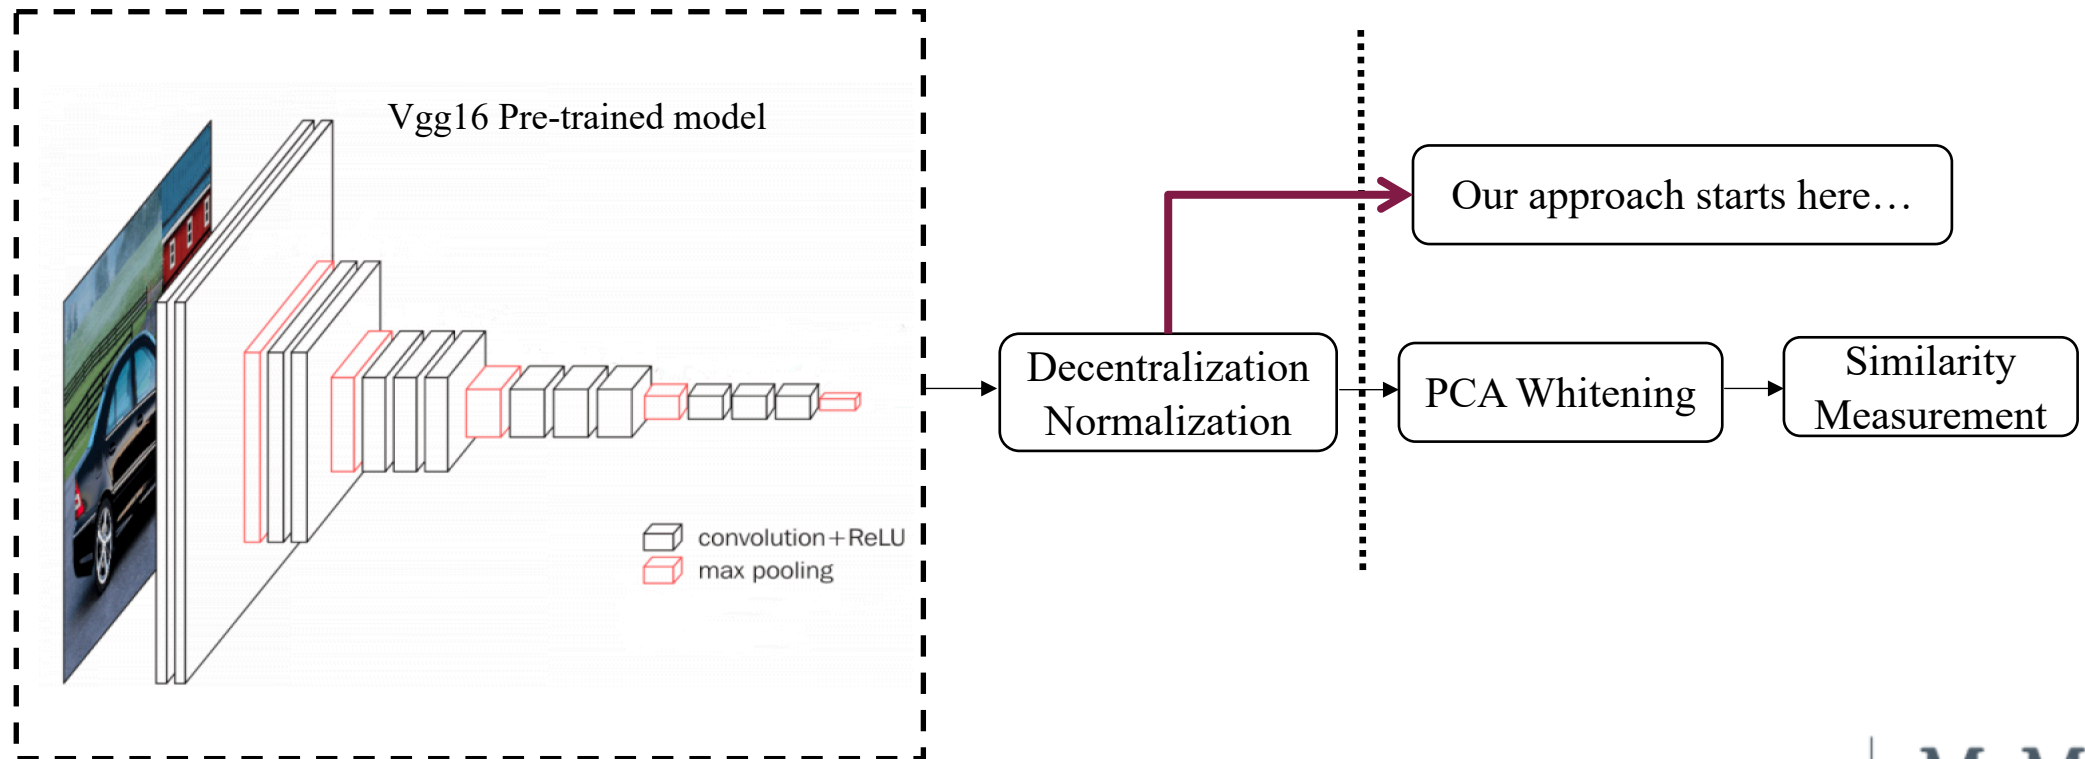 Vgg16 Pre-trained model
convolution+ReLU
max pooling
Decentralization
Normalization
Our approach starts here…
PCA Whitening
Similarity
Measurement